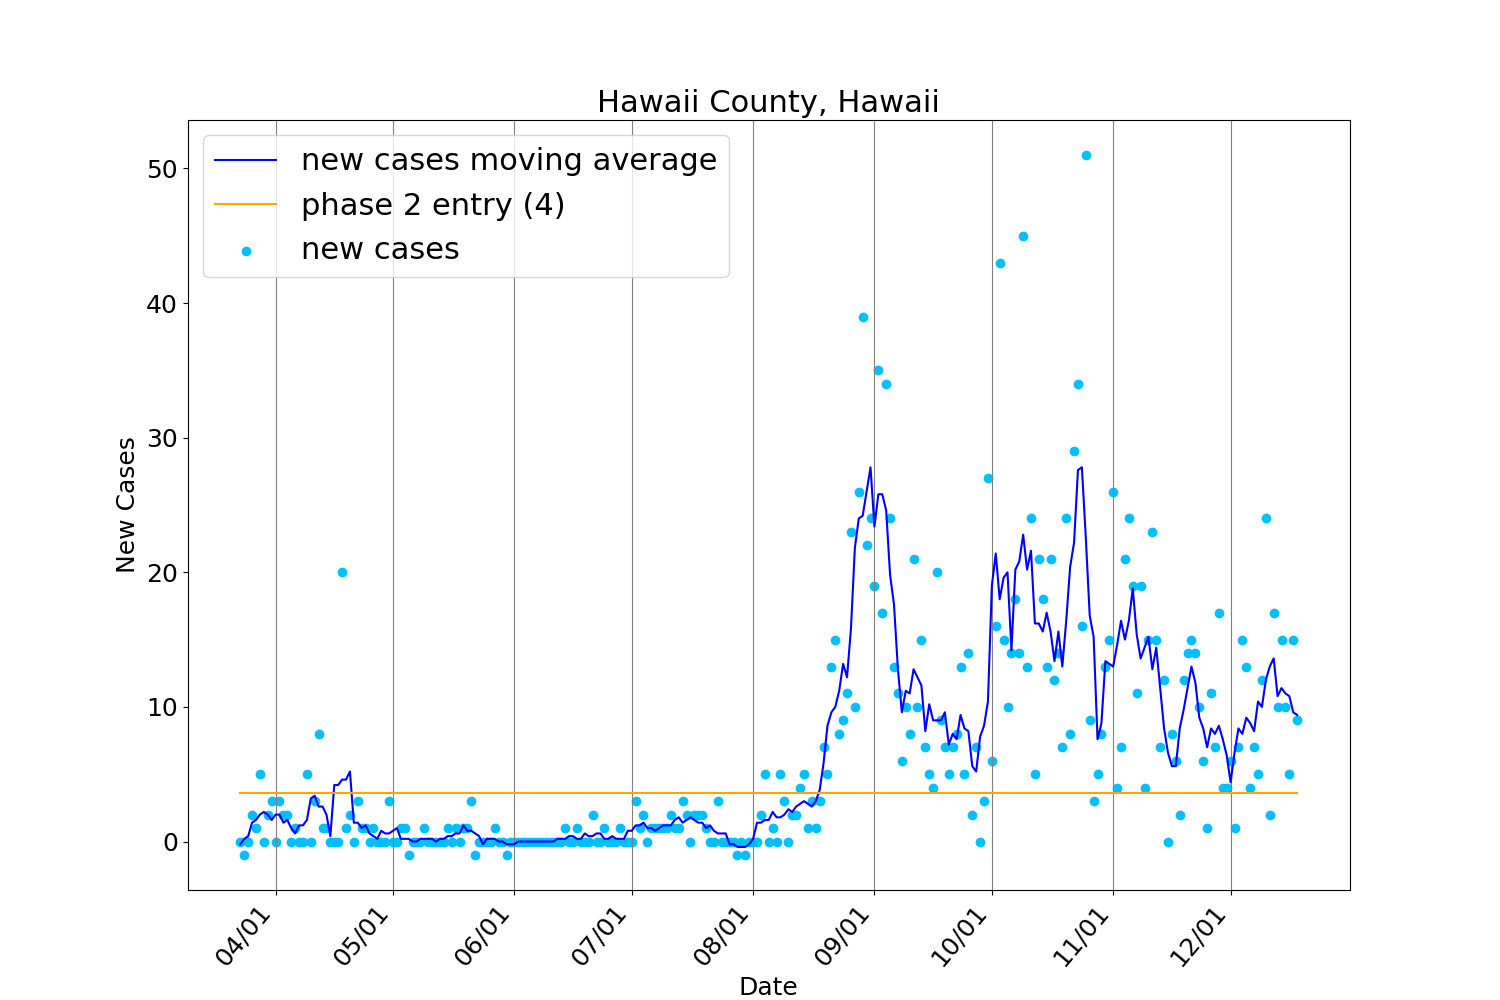 Hawaii County, Hawaii
new cases moving average
phase 2 entry (4)
new cases
50
40
30
20
10
0
New Cases
04/01
05/01
06/01
07/01
08/01
09/01
10/01
11/01
12/01
Date